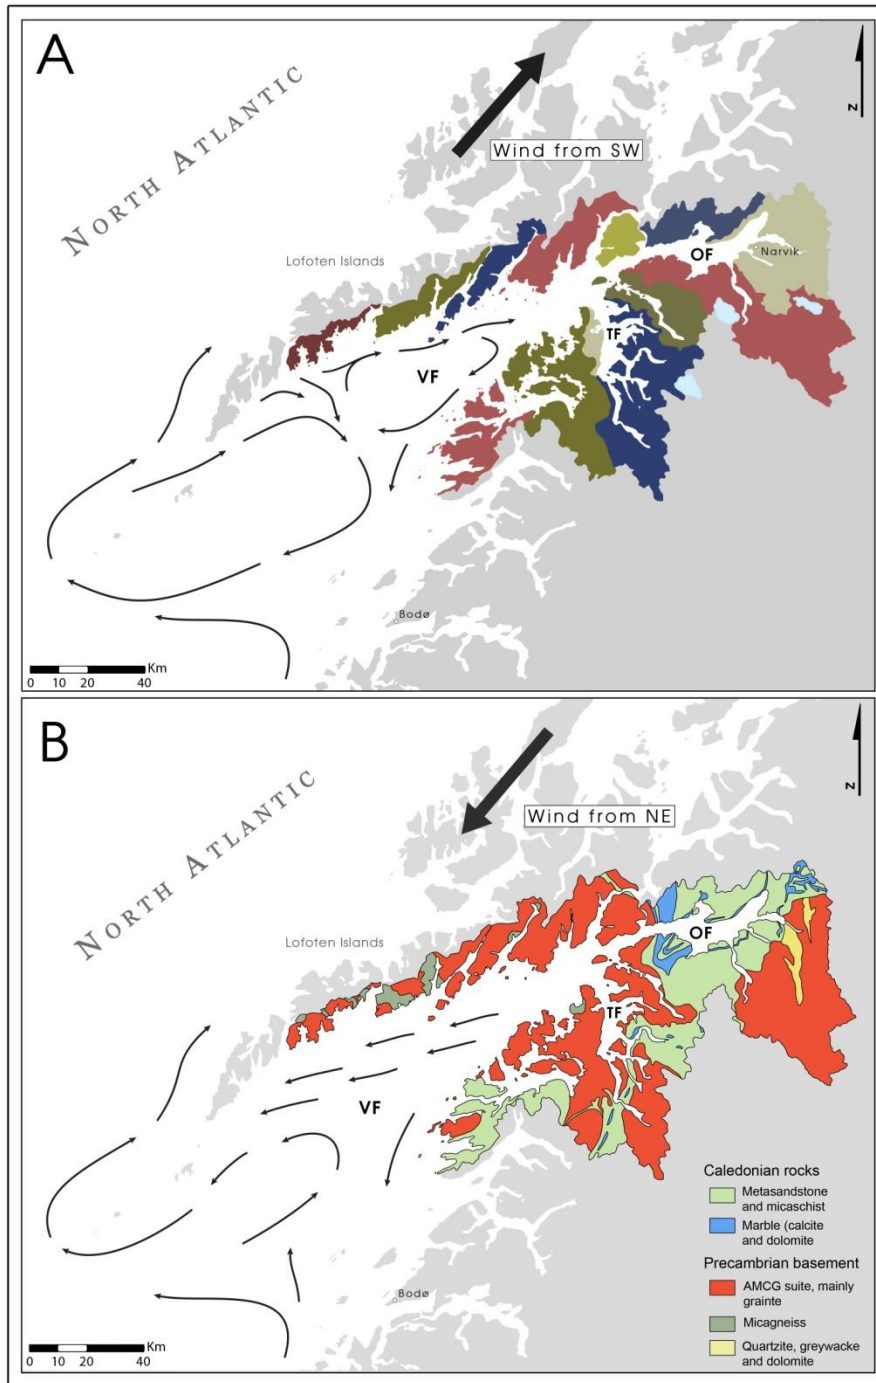 A
NORTH ATLANTIC
Wind from SW
N
Lofoten Islands
OF
Narvik
TF
VF
Bodø
Km
0 10 20 40
B
NORTH ATLANTIC
Wind from NE
N
Lofoten Islands
OF
TF
VF
Caledonian rocks
Metasandstone
and micaschist
Marble (calcite
and dolomite
Precambrian basement
AMCG suite, mainly
grainte
Micagneiss
Quartzite, greywacke
and dolomite
Bodø
Km
0 10 20 40